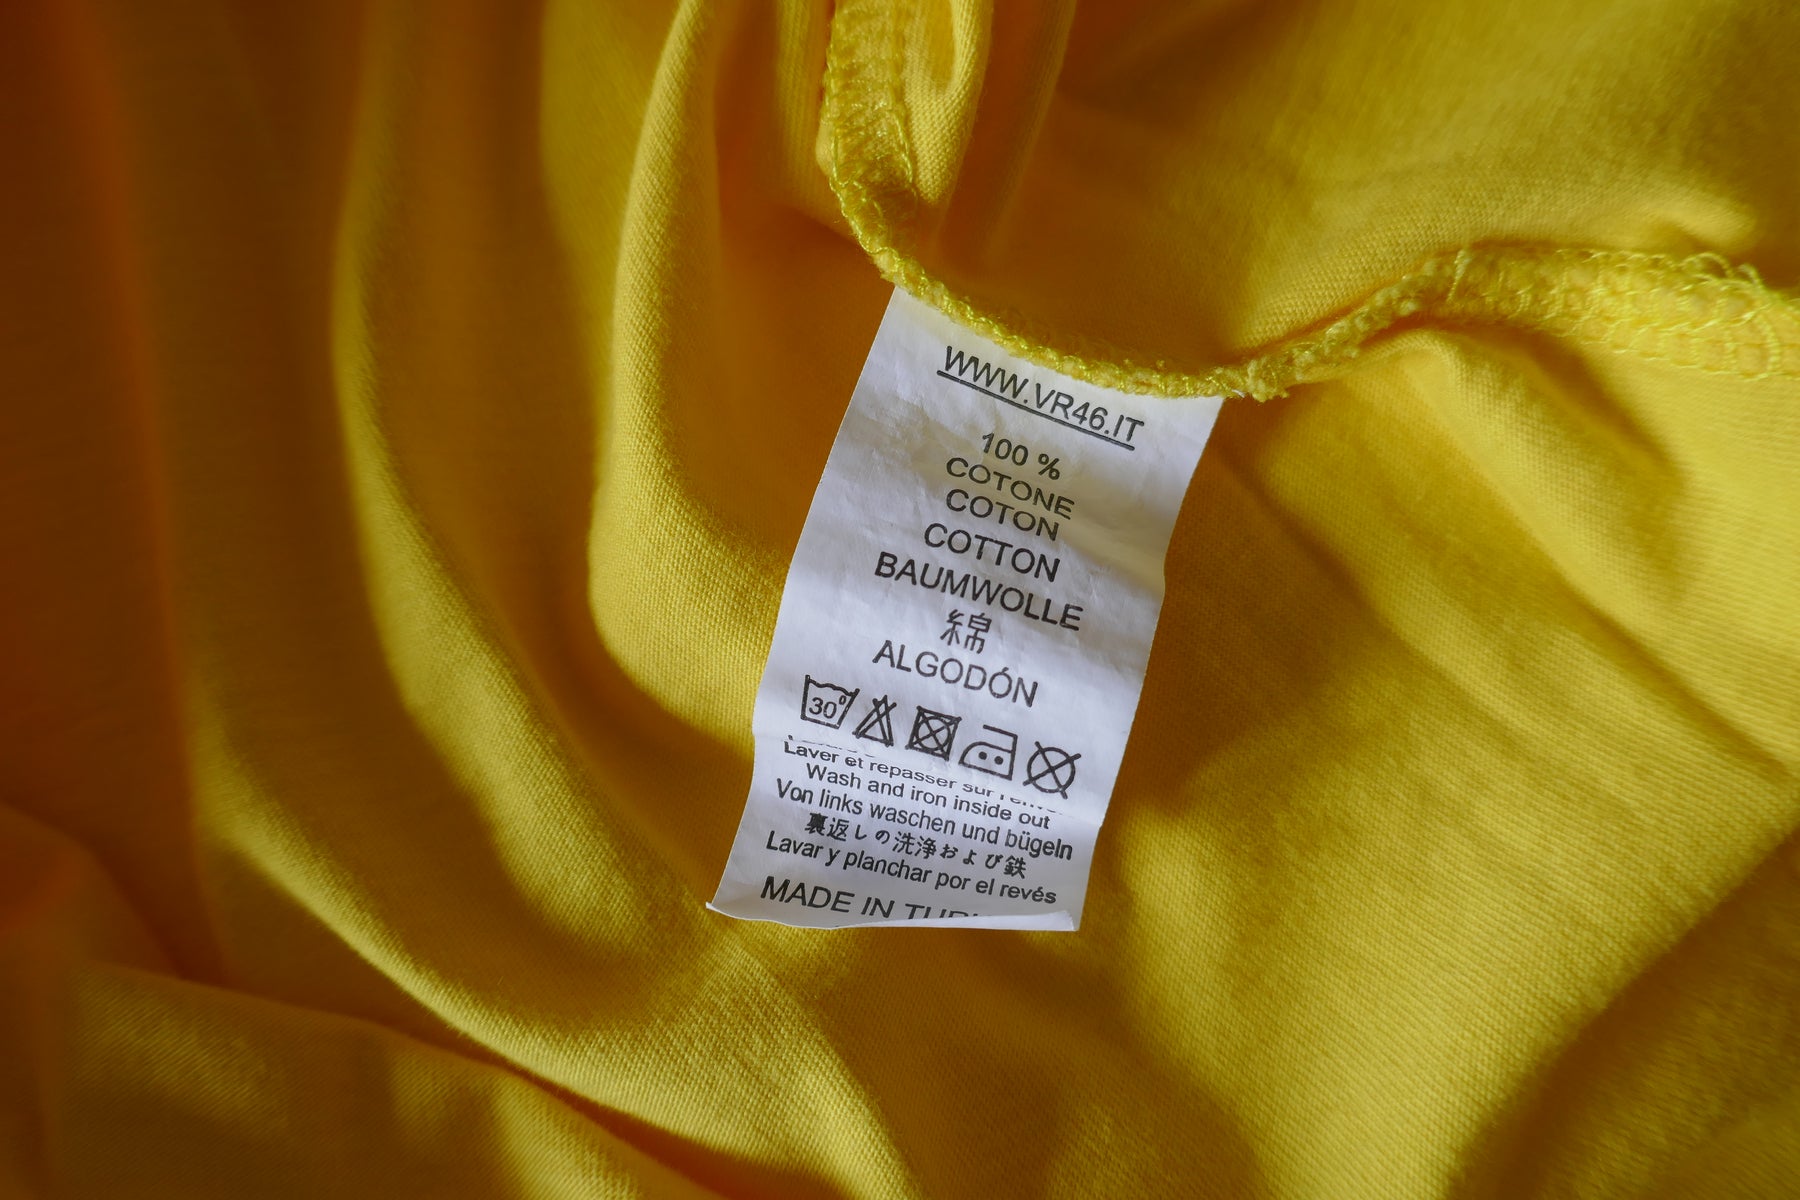 WWW.VR46.IT
100 %
COTONE
COTON
COTTON
BAUMWOLLE
綿
ALGODÓN
30°
Laver et repasser sur
Wash and iron inside out
Von links waschen und bügeln
裏返しの洗浄および鉄
Lavar y planchar por el revés
MADE IN